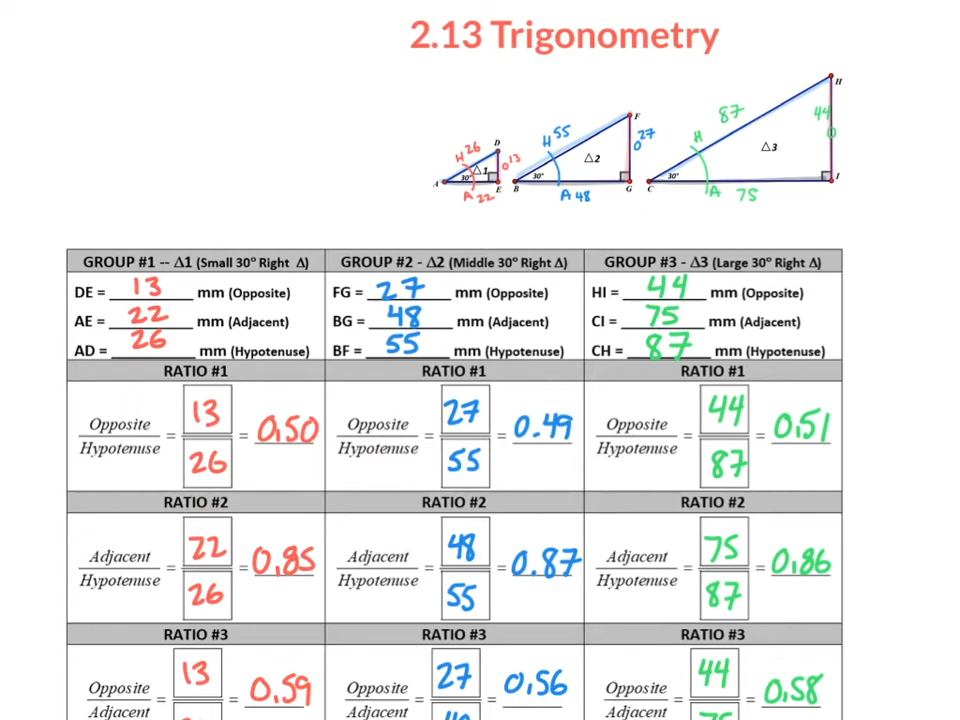 2.13 Trigonometry
H
87
44
O
H
△3
30°
C
A
75
I
F
H 55
27
O
△2
30°
B
A 48
G
D
H 26
O 13
△1
30°
A
E
A 22
GROUP #1 -- Δ1 (Small 30° Right Δ)
GROUP #2 - Δ2 (Middle 30° Right Δ)
GROUP #3 - Δ3 (Large 30° Right Δ)
DE = 13 mm (Opposite)
FG = 27 mm (Opposite)
HI = 44 mm (Opposite)
AE = 22 mm (Adjacent)
BG = 48 mm (Adjacent)
CI = 75 mm (Adjacent)
AD = 26 mm (Hypotenuse)
BF = 55 mm (Hypotenuse)
CH = 87 mm (Hypotenuse)
RATIO #1
RATIO #1
RATIO #1
Opposite
Hypotenuse
=
13
26
= 0.50
Opposite
Hypotenuse
=
27
55
= 0.49
Opposite
Hypotenuse
=
44
87
= 0.51
RATIO #2
RATIO #2
RATIO #2
Adjacent
Hypotenuse
=
22
26
= 0.85
Adjacent
Hypotenuse
=
48
55
= 0.87
Adjacent
Hypotenuse
=
75
87
= 0.86
RATIO #3
RATIO #3
RATIO #3
Opposite
Adjacent
=
13
= 0.59
Opposite
Adjacent
=
27
= 0.56
Opposite
Adjacent
=
44
= 0.58